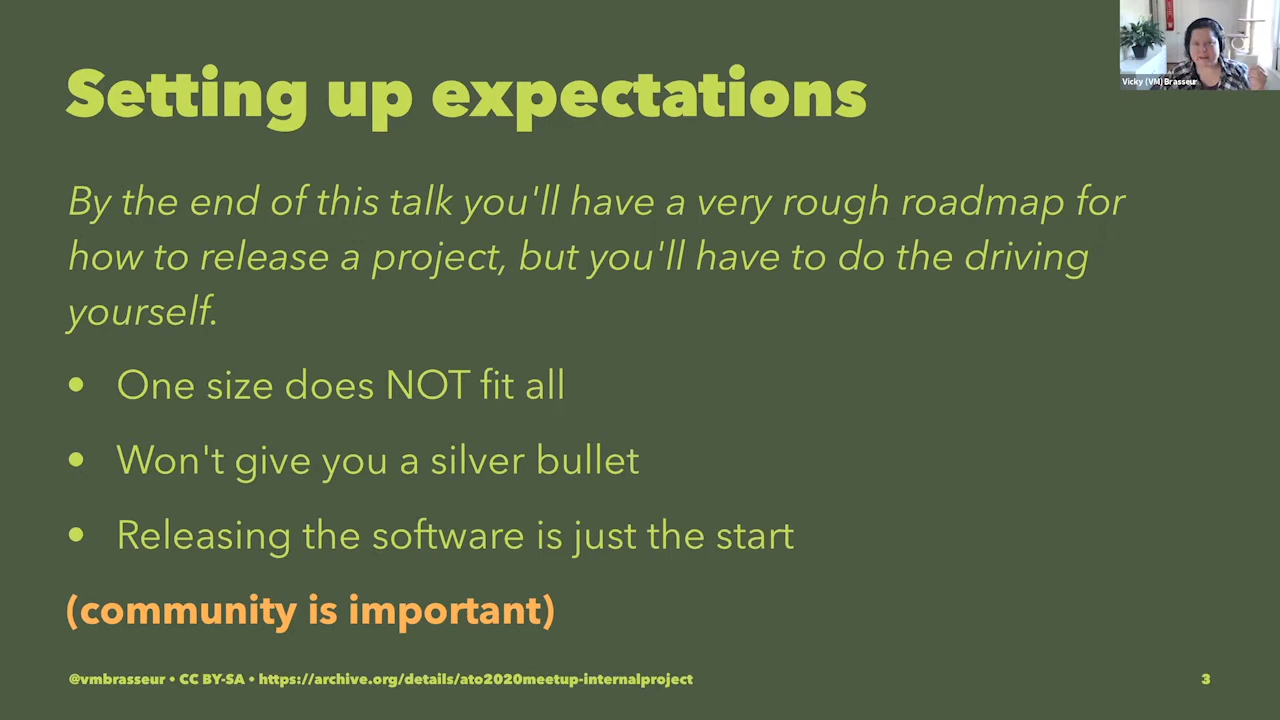 Setting up expectations
Vicky (VM) Brasseur
By the end of this talk you'll have a very rough roadmap for
how to release a project, but you'll have to do the driving
yourself.
• One size does NOT fit all
• Won't give you a silver bullet
• Releasing the software is just the start
(community is important)
@vmbrasseur • CC BY-SA • https://archive.org/details/ato2020meetup-internalproject
3